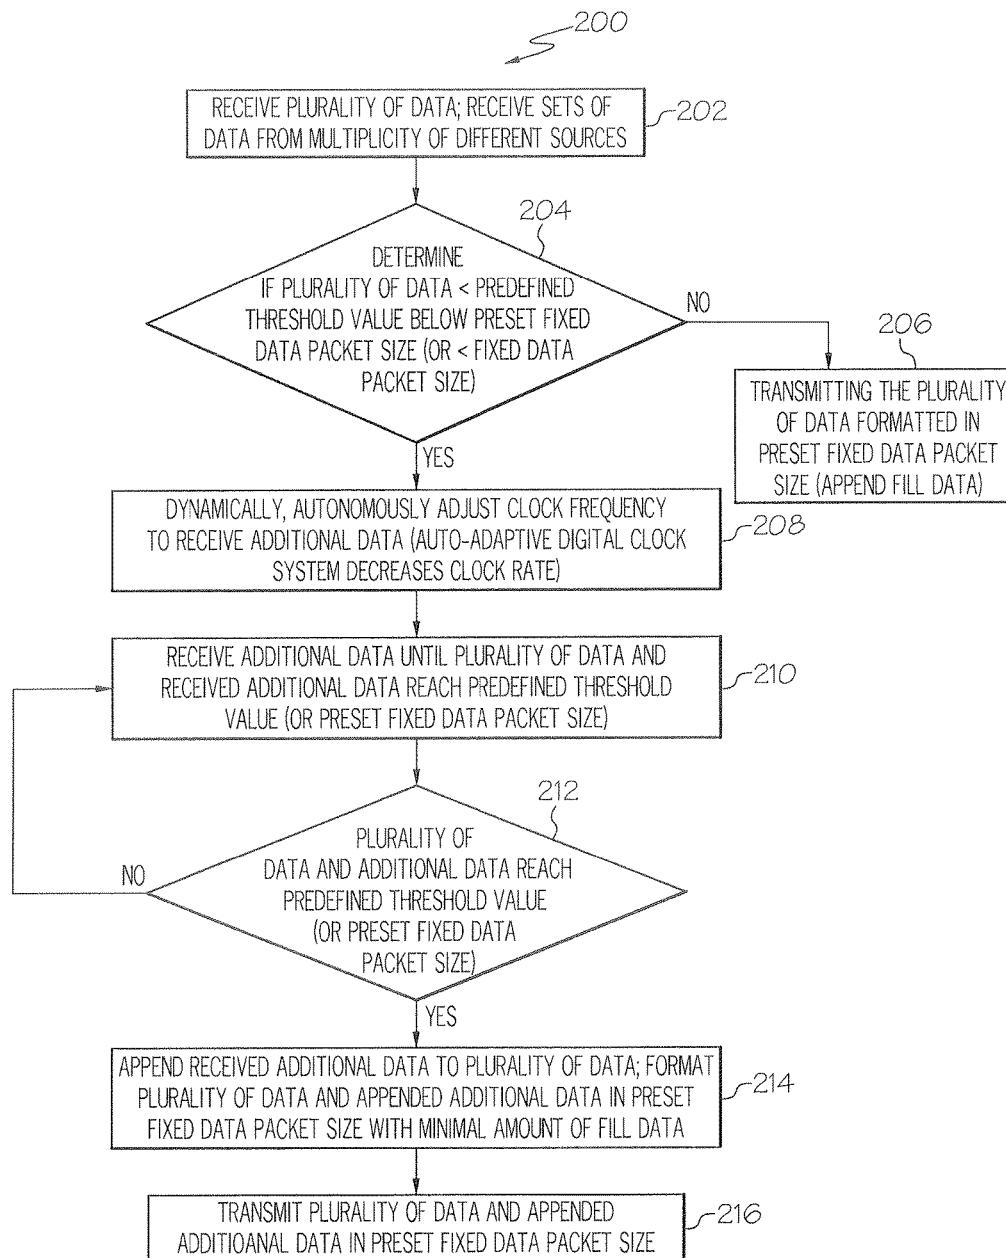 200
RECEIVE PLURALITY OF DATA; RECEIVE SETS OF
DATA FROM MULTIPLICITY OF DIFFERENT SOURCES
202
204
DETERMINE
IF PLURALITY OF DATA < PREDEFINED
THRESHOLD VALUE BELOW PRESET FIXED
DATA PACKET SIZE (OR < FIXED DATA
PACKET SIZE)
NO
206
TRANSMITTING THE PLURALITY
OF DATA FORMATTED IN
PRESET FIXED DATA PACKET
SIZE (APPEND FILL DATA)
YES
DYNAMICALLY, AUTONOMOUSLY ADJUST CLOCK FREQUENCY
TO RECEIVE ADDITIONAL DATA (AUTO-ADAPTIVE DIGITAL CLOCK
SYSTEM DECREASES CLOCK RATE)
208
RECEIVE ADDITIONAL DATA UNTIL PLURALITY OF DATA AND
RECEIVED ADDITIONAL DATA REACH PREDEFINED THRESHOLD
VALUE (OR PRESET FIXED DATA PACKET SIZE)
210
212
PLURALITY OF
DATA AND ADDITIONAL DATA REACH
PREDEFINED THRESHOLD VALUE
(OR PRESET FIXED DATA
PACKET SIZE)
NO
YES
APPEND RECEIVED ADDITIONAL DATA TO PLURALITY OF DATA; FORMAT
PLURALITY OF DATA AND APPENDED ADDITIONAL DATA IN PRESET
FIXED DATA PACKET SIZE WITH MINIMAL AMOUNT OF FILL DATA
214
TRANSMIT PLURALITY OF DATA AND APPENDED
ADDITIOANAL DATA IN PRESET FIXED DATA PACKET SIZE
216